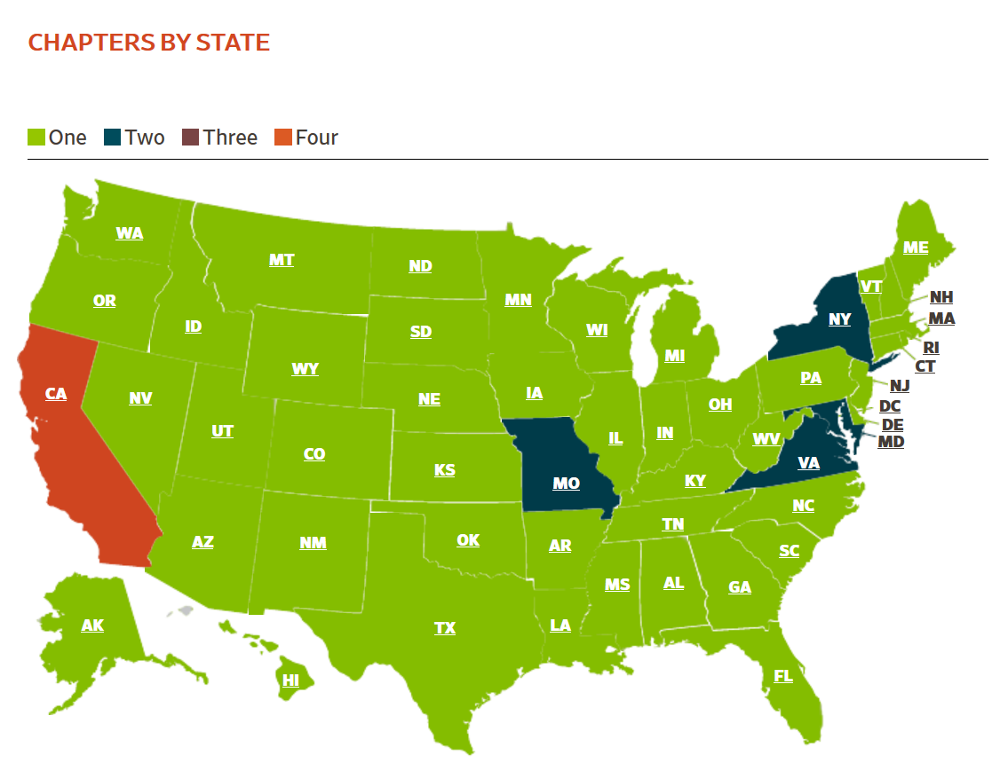 CHAPTERS BY STATE
One Two Three Four
WA
MT
ND
ME
MN
VT
NH
OR
MA
NY
ID
SD
WI
RI
MI
CT
WY
PA
NJ
CA
NV
NE
IA
OH
DC
UT
IL
IN
WV
DE
MD
CO
VA
KS
MO
KY
NC
TN
AZ
NM
OK
AR
SC
MS
AL
GA
AK
TX
LA
HI
FL